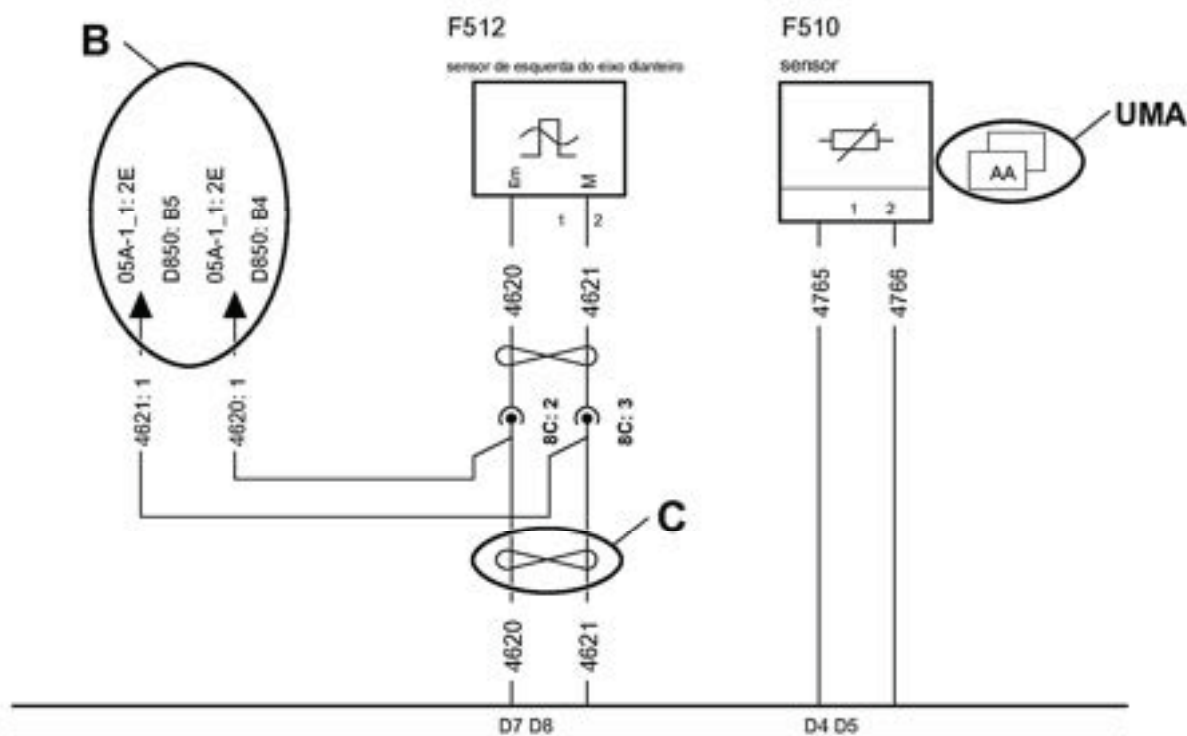 B
F512
F510
sensor de esquerda do eixo dianteiro
sensor
UMA
AA
Em
M
1
2
1
2
05A-1_1: 2E
D850: B5
05A-1_1: 2E
D850: B4
4620
4621
4765
4766
4621: 1
4620: 1
8C: 2
8C: 3
C
4620
4621
D7 D8
D4 D5